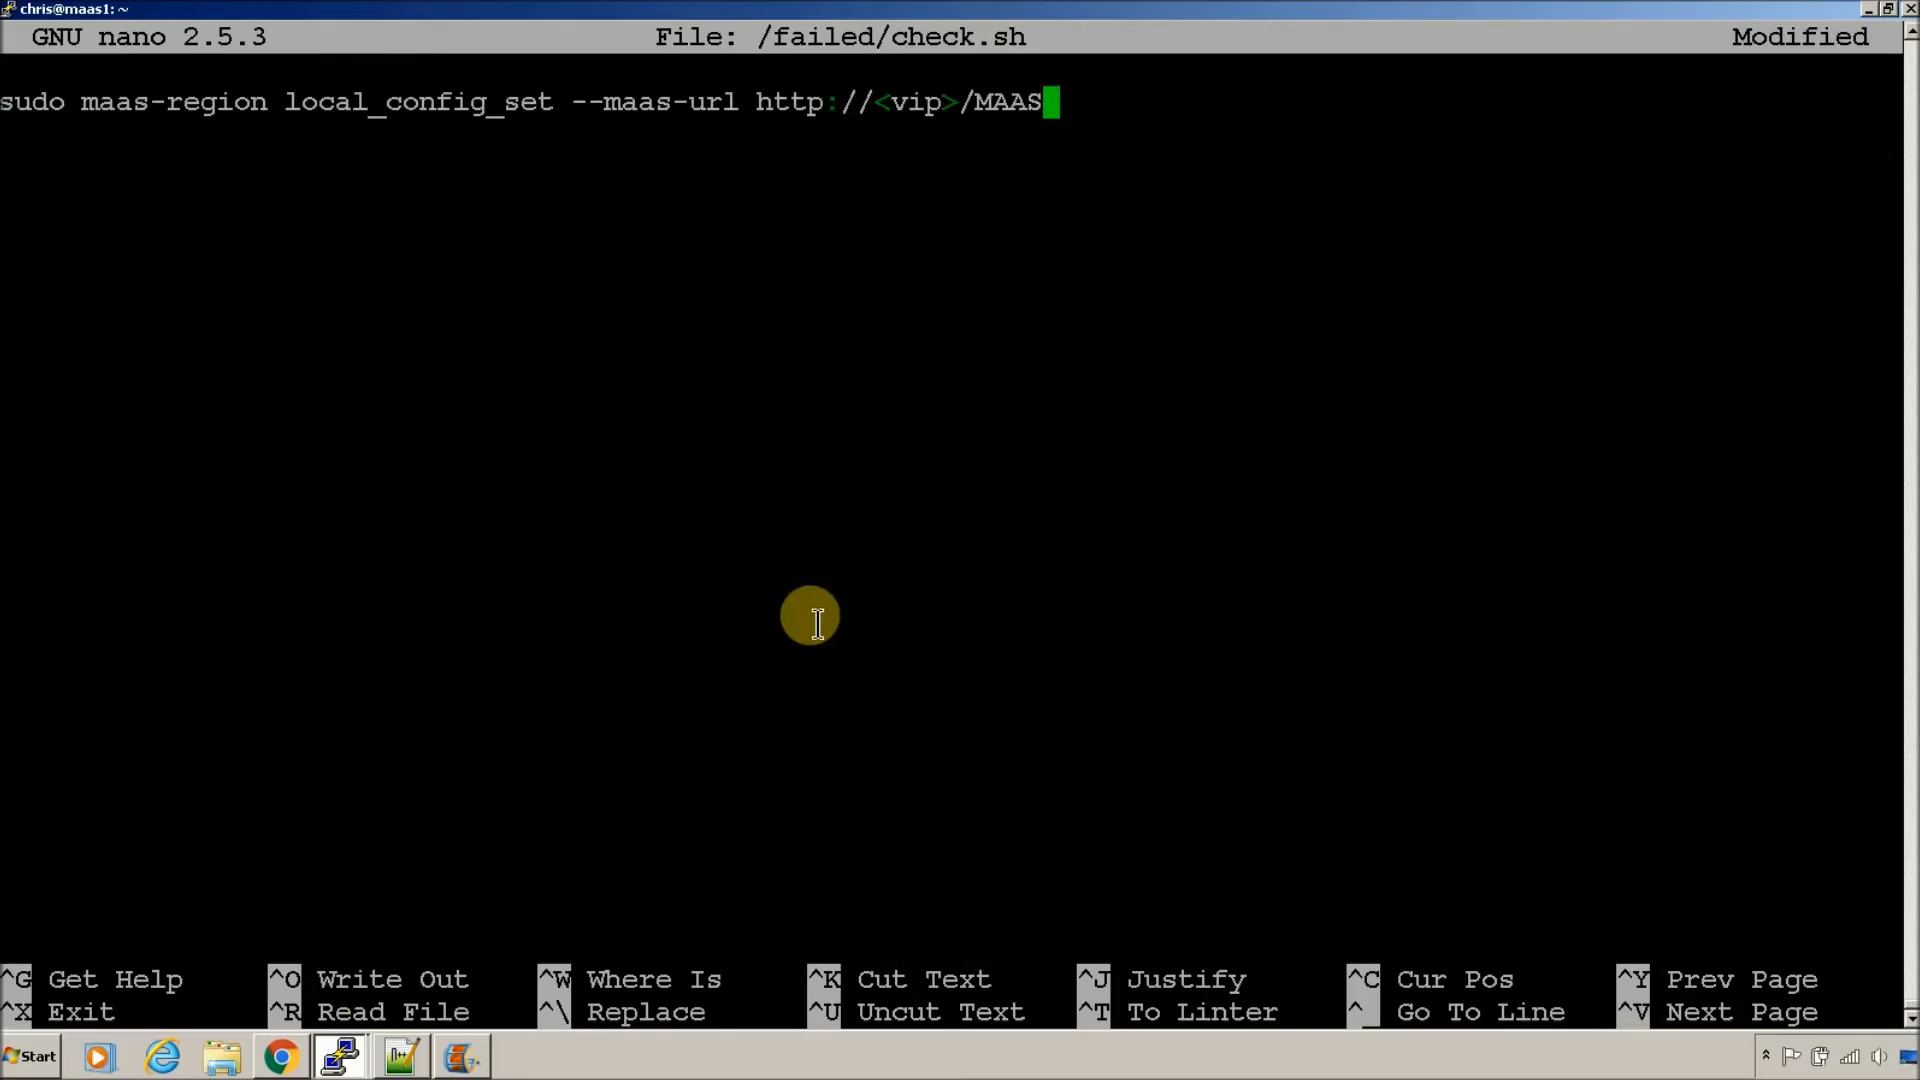 chris@maas1: ~
GNU nano 2.5.3 File: /failed/check.sh Modified
sudo maas-region local_config_set --maas-url http://<vip>/MAAS
^G Get Help ^O Write Out ^W Where Is ^K Cut Text ^J Justify ^C Cur Pos ^Y Prev Page
^X Exit ^R Read File ^\ Replace ^U Uncut Text ^T To Linter ^_ Go To Line ^V Next Page
Start